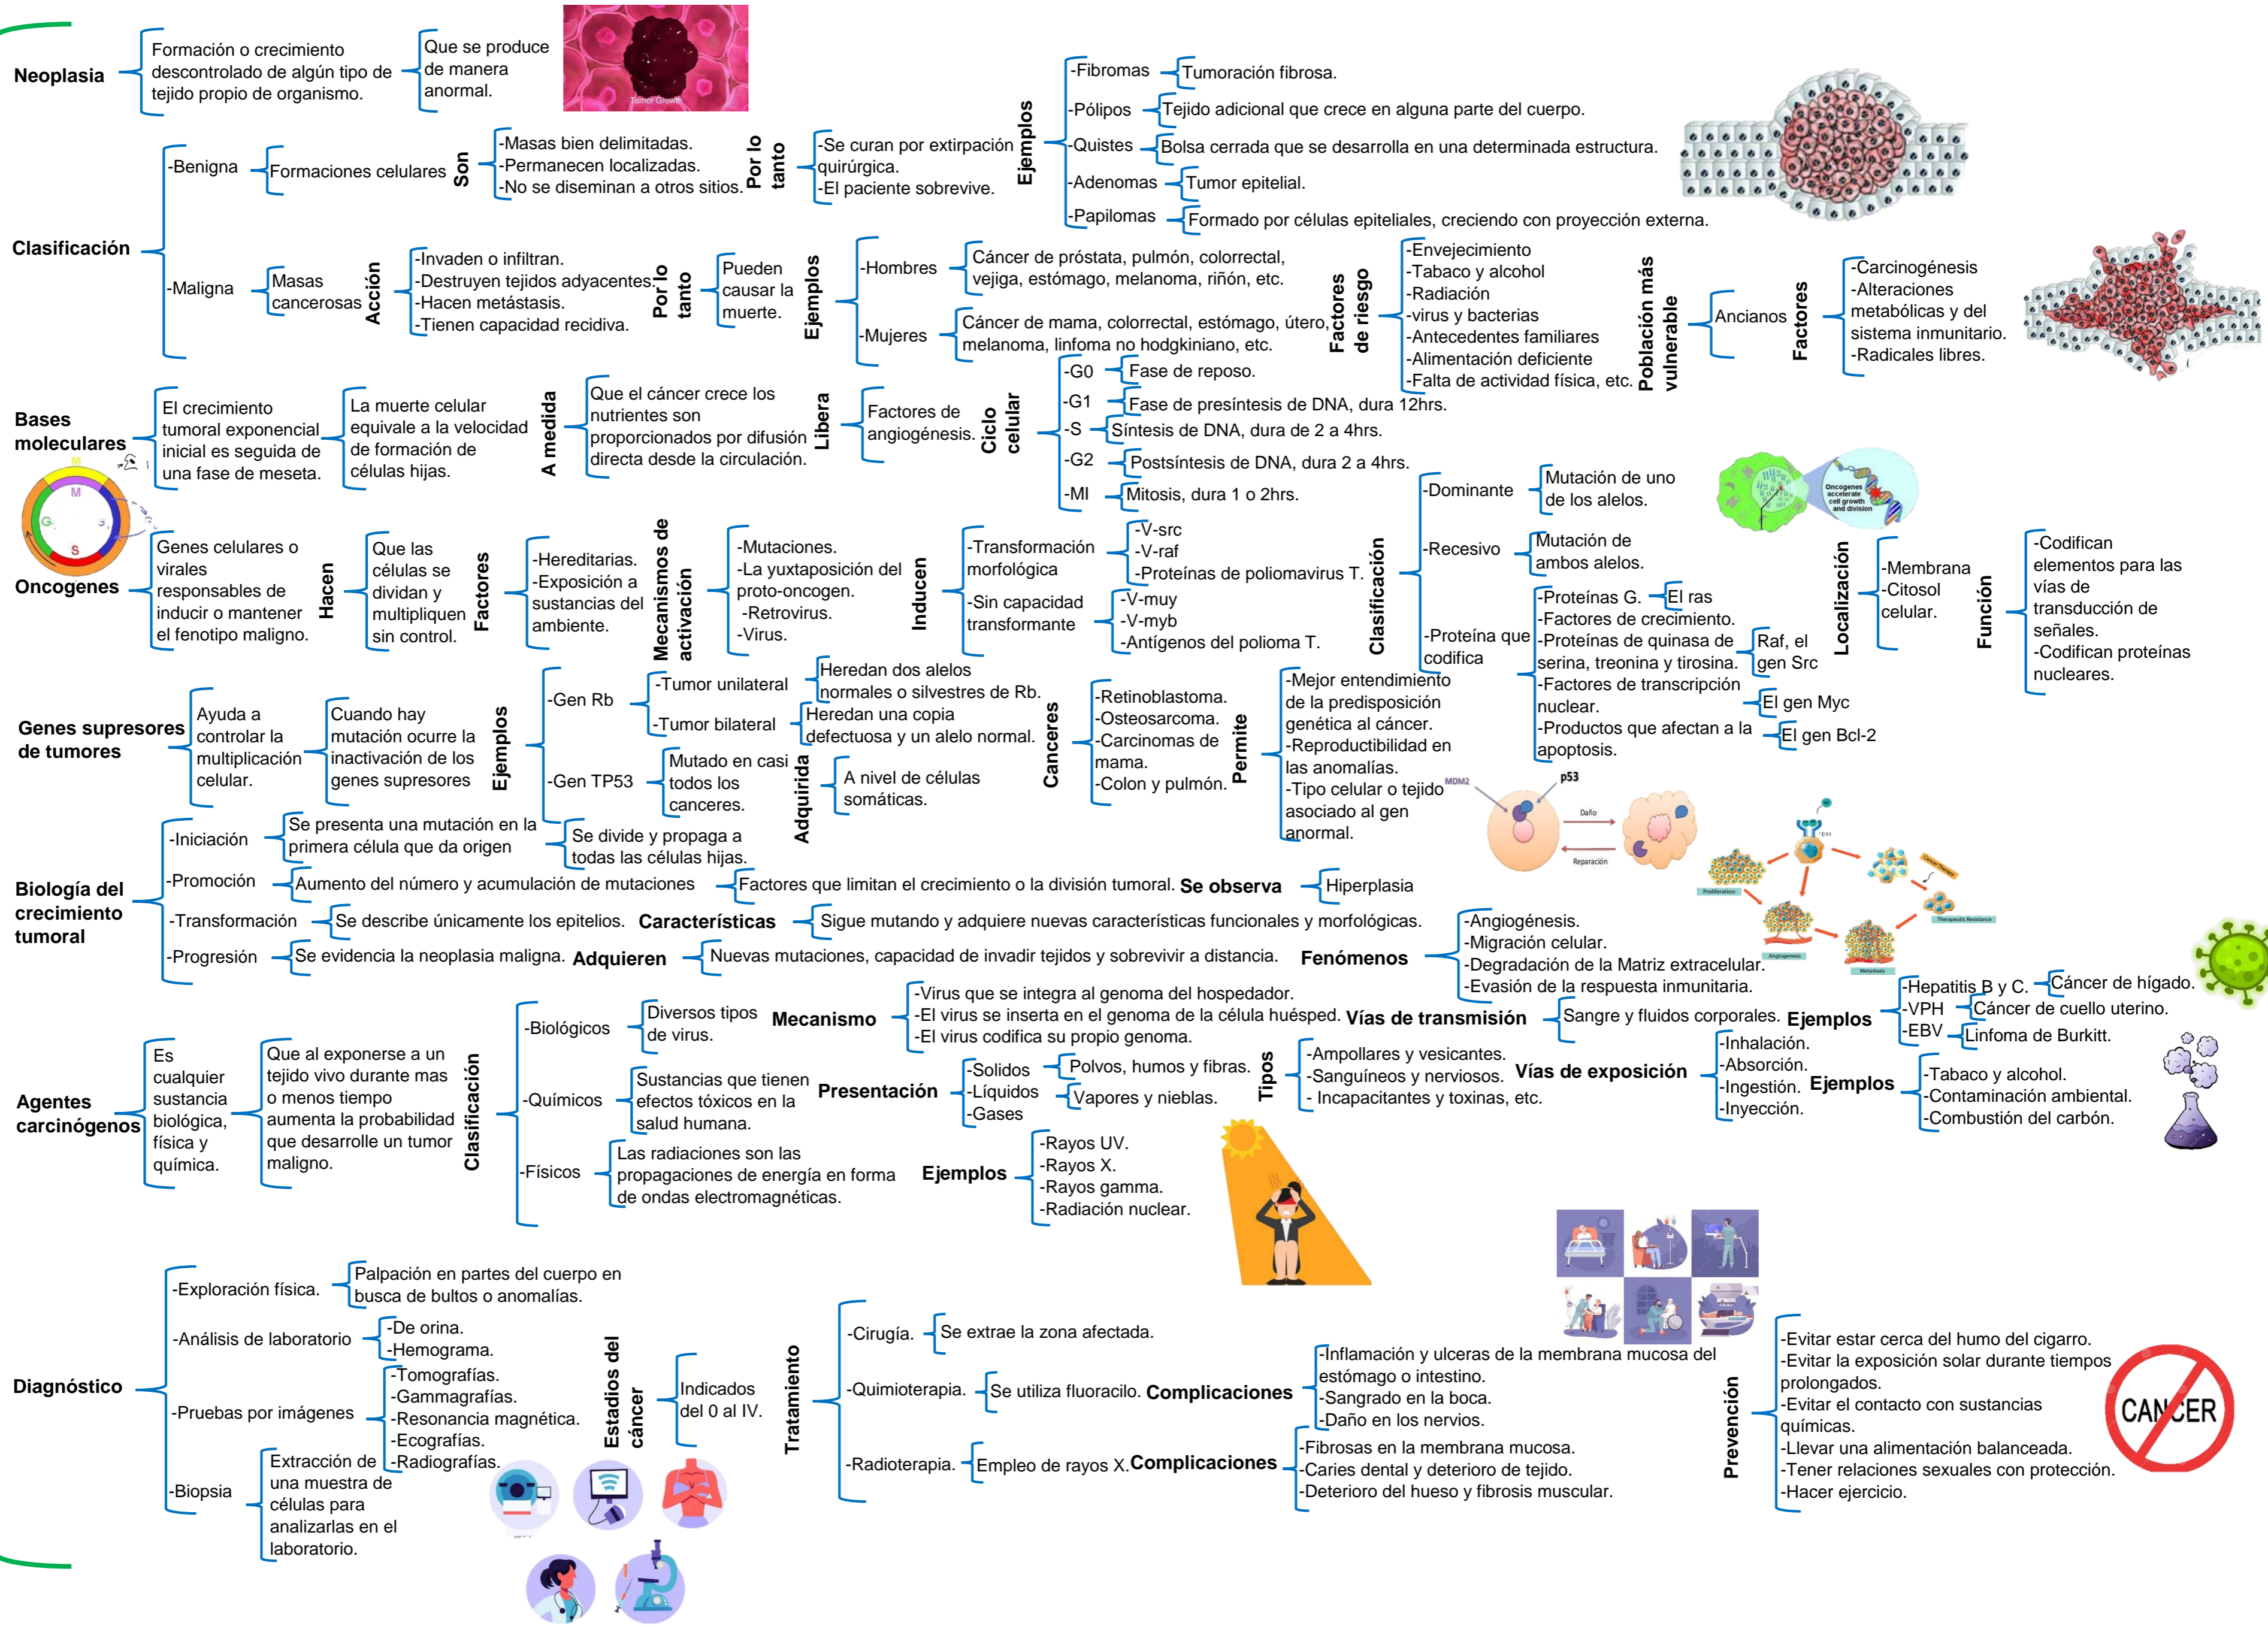 Neoplasia
Formación o crecimiento
descontrolado de algún tipo de
tejido propio de organismo.
Que se produce
de manera
anormal.
Tumor Growth
Clasificación
-Benigna
Formaciones celulares
Son
-Masas bien delimitadas.
-Permanecen localizadas.
-No se diseminan a otros sitios.
Por lo
tanto
-Se curan por extirpación
quirúrgica.
-El paciente sobrevive.
Ejemplos
-Fibromas
Tumoración fibrosa.
-Pólipos
Tejido adicional que crece en alguna parte del cuerpo.
-Quistes
Bolsa cerrada que se desarrolla en una determinada estructura.
-Adenomas
Tumor epitelial.
-Papilomas
Formado por células epiteliales, creciendo con proyección externa.
-Maligna
Masas
cancerosas
Acción
-Invaden o infiltran.
-Destruyen tejidos adyacentes.
-Hacen metástasis.
-Tienen capacidad recidiva.
Por lo
tanto
Pueden
causar la
muerte.
Ejemplos
-Hombres
Cáncer de próstata, pulmón, colorrectal,
vejiga, estómago, melanoma, riñón, etc.
-Mujeres
Cáncer de mama, colorrectal, estómago, útero,
melanoma, linfoma no hodgkiniano, etc.
Factores
de riesgo
-Envejecimiento
-Tabaco y alcohol
-Radiación
-virus y bacterias
-Antecedentes familiares
-Alimentación deficiente
-Falta de actividad física, etc.
Población más
vulnerable
Ancianos
Factores
-Carcinogénesis
-Alteraciones
metabólicas y del
sistema inmunitario.
-Radicales libres.
Bases
moleculares
El crecimiento
tumoral exponencial
inicial es seguida de
una fase de meseta.
La muerte celular
equivale a la velocidad
de formación de
células hijas.
A medida
Que el cáncer crece los
nutrientes son
proporcionados por difusión
directa desde la circulación.
Libera
Factores de
angiogénesis.
Ciclo
celular
-G0
Fase de reposo.
-G1
Fase de presíntesis de DNA, dura 12hrs.
-S
Síntesis de DNA, dura de 2 a 4hrs.
-G2
Postsíntesis de DNA, dura 2 a 4hrs.
-MI
Mitosis, dura 1 o 2hrs.
M
M
G
S
Oncogenes
Genes celulares o
virales
responsables de
inducir o mantener
el fenotipo maligno.
Hacen
Que las
células se
dividan y
multipliquen
sin control.
Factores
-Hereditarias.
-Exposición a
sustancias del
ambiente.
Mecanismos de
activación
-Mutaciones.
-La yuxtaposición del
proto-oncogen.
-Retrovirus.
-Virus.
Inducen
-Transformación
morfológica
-V-src
-V-raf
-Proteínas de poliomavirus T.
-Sin capacidad
transformante
-V-muy
-V-myb
-Antígenos del polioma T.
Clasificación
-Dominante
Mutación de uno
de los alelos.
-Recesivo
Mutación de
ambos alelos.
-Proteína que
codifica
-Proteínas G.
El ras
-Factores de crecimiento.
-Proteínas de quinasa de
serina, treonina y tirosina.
Raf, el
gen Src
-Factores de transcripción
nuclear.
El gen Myc
-Productos que afectan a la
apoptosis.
El gen Bcl-2
Oncogenes
accelerate
cell growth
and division
Localización
-Membrana
-Citosol
celular.
Función
-Codifican
elementos para las
vías de
transducción de
señales.
-Codifican proteínas
nucleares.
Genes supresores
de tumores
Ayuda a
controlar la
multiplicación
celular.
Cuando hay
mutación ocurre la
inactivación de los
genes supresores
Ejemplos
-Gen Rb
-Tumor unilateral
Heredan dos alelos
normales o silvestres de Rb.
-Tumor bilateral
Heredan una copia
defectuosa y un alelo normal.
-Gen TP53
Mutado en casi
todos los
canceres.
Adquirida
A nivel de células
somáticas.
Canceres
-Retinoblastoma.
-Osteosarcoma.
-Carcinomas de
mama.
-Colon y pulmón.
Permite
-Mejor entendimiento
de la predisposición
genética al cáncer.
-Reproductibilidad en
las anomalías.
-Tipo celular o tejido
asociado al gen
anormal.
MDM2
p53
Daño
Reparación
Biología del
crecimiento
tumoral
-Iniciación
Se presenta una mutación en la
primera célula que da origen
Se divide y propaga a
todas las células hijas.
-Promoción
Aumento del número y acumulación de mutaciones
Factores que limitan el crecimiento o la división tumoral.
Se observa
Hiperplasia
-Transformación
Se describe únicamente los epitelios.
Características
Sigue mutando y adquiere nuevas características funcionales y morfológicas.
-Progresión
Se evidencia la neoplasia maligna.
Adquieren
Nuevas mutaciones, capacidad de invadir tejidos y sobrevivir a distancia.
Fenómenos
-Angiogénesis.
-Migración celular.
-Degradación de la Matriz extracelular.
-Evasión de la respuesta inmunitaria.
Cancer Therapy
Proliferation
Therapeutic Resistance
Angiogenesis
Metastasis
Agentes
carcinógenos
Es
cualquier
sustancia
biológica,
física y
química.
Que al exponerse a un
tejido vivo durante mas
o menos tiempo
aumenta la probabilidad
que desarrolle un tumor
maligno.
Clasificación
-Biológicos
Diversos tipos
de virus.
Mecanismo
-Virus que se integra al genoma del hospedador.
-El virus se inserta en el genoma de la célula huésped.
-El virus codifica su propio genoma.
Vías de transmisión
Sangre y fluidos corporales.
Ejemplos
-Hepatitis B y C.
Cáncer de hígado.
-VPH
Cáncer de cuello uterino.
-EBV
Linfoma de Burkitt.
-Químicos
Sustancias que tienen
efectos tóxicos en la
salud humana.
Presentación
-Solidos
Polvos, humos y fibras.
-Líquidos
Vapores y nieblas.
-Gases
Tipos
-Ampollares y vesicantes.
-Sanguíneos y nerviosos.
- Incapacitantes y toxinas, etc.
Vías de exposición
-Inhalación.
-Absorción.
-Ingestión.
-Inyección.
Ejemplos
-Tabaco y alcohol.
-Contaminación ambiental.
-Combustión del carbón.
-Físicos
Las radiaciones son las
propagaciones de energía en forma
de ondas electromagnéticas.
Ejemplos
-Rayos UV.
-Rayos X.
-Rayos gamma.
-Radiación nuclear.
Diagnóstico
-Exploración física.
Palpación en partes del cuerpo en
busca de bultos o anomalías.
-Análisis de laboratorio
-De orina.
-Hemograma.
-Pruebas por imágenes
-Tomografías.
-Gammagrafías.
-Resonancia magnética.
-Ecografías.
-Radiografías.
-Biopsia
Extracción de
una muestra de
células para
analizarlas en el
laboratorio.
Estadios del
cáncer
Indicados
del 0 al IV.
Tratamiento
-Cirugía.
Se extrae la zona afectada.
-Quimioterapia.
Se utiliza fluoracilo.
Complicaciones
-Inflamación y ulceras de la membrana mucosa del
estómago o intestino.
-Sangrado en la boca.
-Daño en los nervios.
-Radioterapia.
Empleo de rayos X.
Complicaciones
-Fibrosas en la membrana mucosa.
-Caries dental y deterioro de tejido.
-Deterioro del hueso y fibrosis muscular.
Prevención
-Evitar estar cerca del humo del cigarro.
-Evitar la exposición solar durante tiempos
prolongados.
-Evitar el contacto con sustancias
químicas.
-Llevar una alimentación balanceada.
-Tener relaciones sexuales con protección.
-Hacer ejercicio.
CANCER